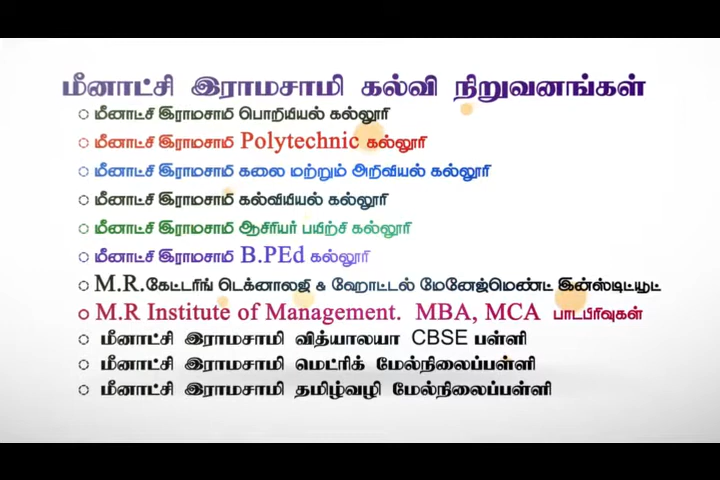 மீனாட்சி இராமசாமி கல்வி நிறுவனங்கள்
○ மீனாட்சி இராமசாமி பொறியியல் கல்லூரி
○ மீனாட்சி இராமசாமி Polytechnic கல்லூரி
○ மீனாட்சி இராமசாமி கலை மற்றும் அறிவியல் கல்லூரி
○ மீனாட்சி இராமசாமி கல்வியியல் கல்லூரி
○ மீனாட்சி இராமசாமி ஆசிரியர் பயிற்சி கல்லூரி
○ மீனாட்சி இராமசாமி B.PEd கல்லூரி
○ M.R.கேட்டரிங் டெக்னாலஜி & ஹோட்டல் மேனேஜ்மெண்ட் இன்ஸ்டிட்யூட்
○ M.R Institute of Management. MBA, MCA பாடபிரிவுகள்
○ மீனாட்சி இராமசாமி வித்யாலயா CBSE பள்ளி
○ மீனாட்சி இராமசாமி மெட்ரிக் மேல்நிலைப்பள்ளி
○ மீனாட்சி இராமசாமி தமிழ்வழி மேல்நிலைப்பள்ளி